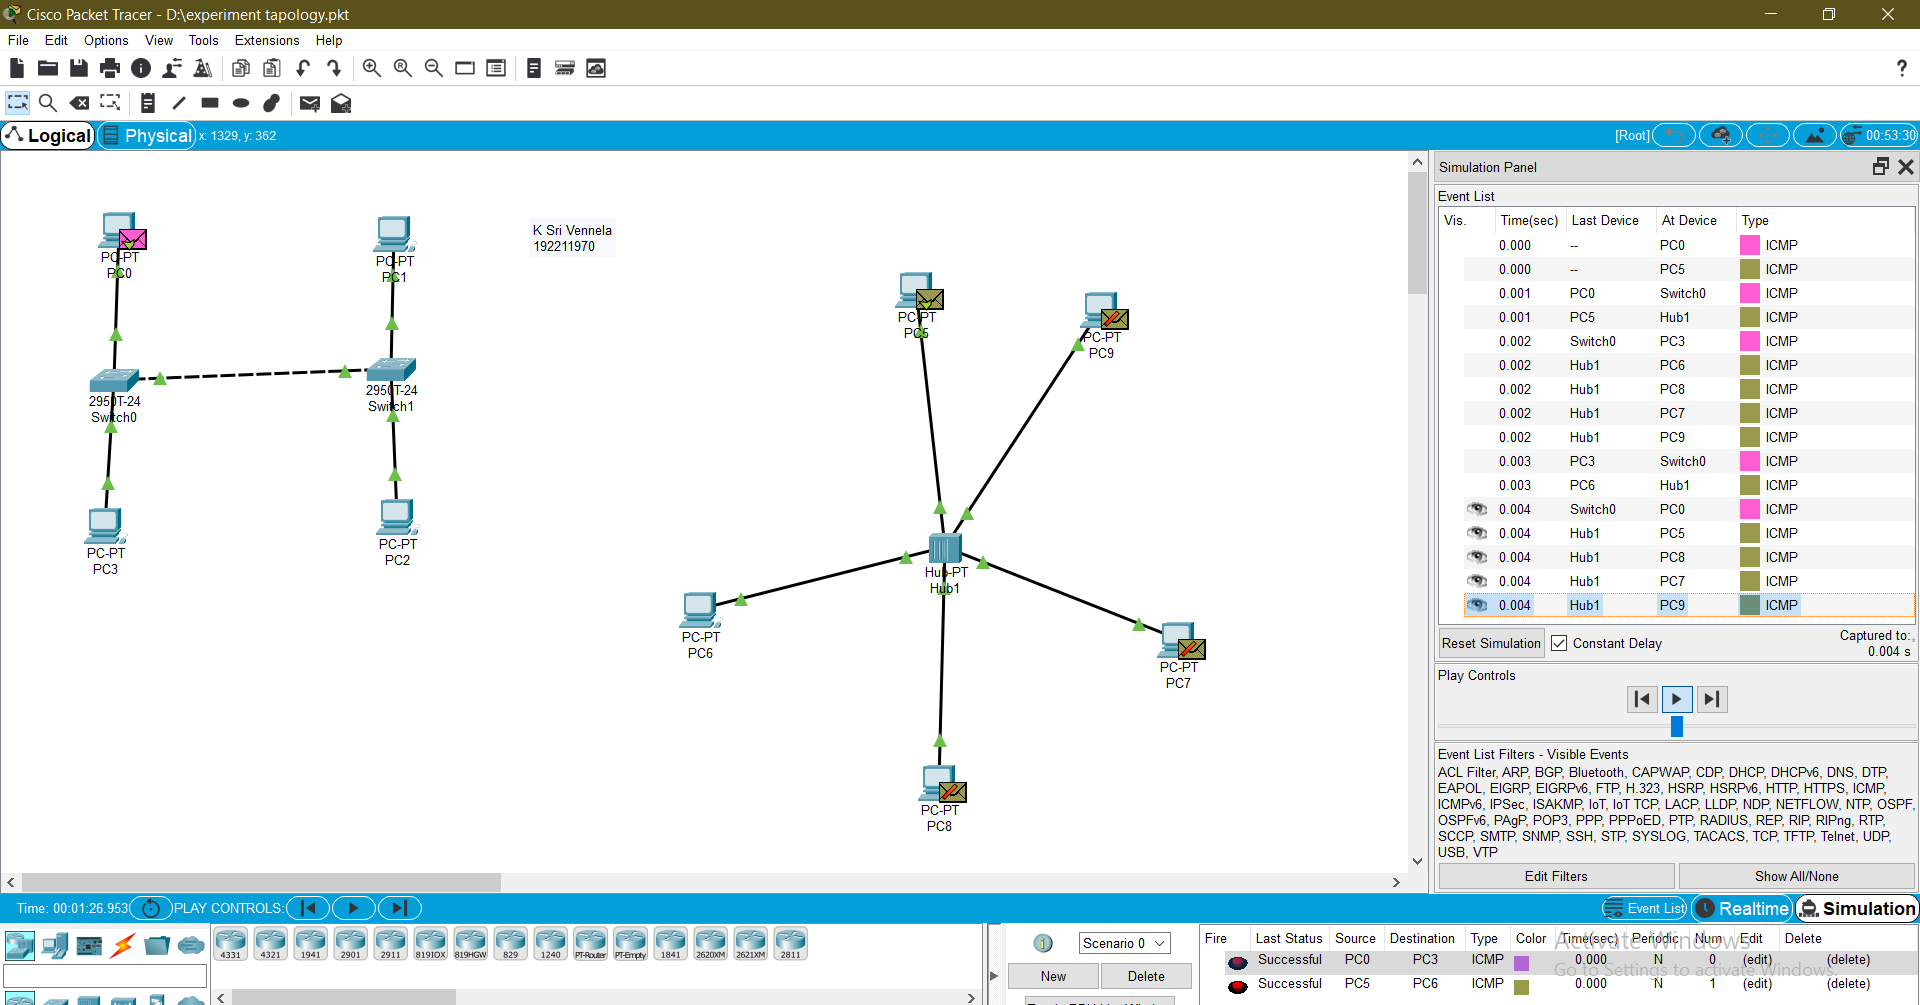 Cisco Packet Tracer - D:\experiment tapology.pkt
File Edit Options View Tools Extensions Help
Logical Physical x: 1329, y: 362 [Root] 00:53:30
K Sri Vennela
192211970
PC-PT
PC0
PC-PT
PC1
2950T-24
Switch0
2950T-24
Switch1
PC-PT
PC3
PC-PT
PC2
PC-PT
PC5
PC-PT
PC9
Hub-PT
Hub1
PC-PT
PC6
PC-PT
PC7
PC-PT
PC8
Simulation Panel
Event List
Vis. Time(sec) Last Device At Device Type
0.000 -- PC0 ICMP
0.000 -- PC5 ICMP
0.001 PC0 Switch0 ICMP
0.001 PC5 Hub1 ICMP
0.002 Switch0 PC3 ICMP
0.002 Hub1 PC6 ICMP
0.002 Hub1 PC8 ICMP
0.002 Hub1 PC7 ICMP
0.002 Hub1 PC9 ICMP
0.003 PC3 Switch0 ICMP
0.003 PC6 Hub1 ICMP
0.004 Switch0 PC0 ICMP
0.004 Hub1 PC5 ICMP
0.004 Hub1 PC8 ICMP
0.004 Hub1 PC7 ICMP
0.004 Hub1 PC9 ICMP
Reset Simulation Constant Delay Captured to:
0.004 s
Play Controls
Event List Filters - Visible Events
ACL Filter, ARP, BGP, Bluetooth, CAPWAP, CDP, DHCP, DHCPv6, DNS, DTP,
EAPOL, EIGRP, EIGRPv6, FTP, H.323, HSRP, HSRPv6, HTTP, HTTPS, ICMP,
ICMPv6, IPSec, ISAKMP, IoT, IoT TCP, LACP, LLDP, NDP, NETFLOW, NTP, OSPF,
OSPFv6, PAgP, POP3, PPP, PPPoED, PTP, RADIUS, REP, RIP, RIPng, RTP,
SCCP, SMTP, SNMP, SSH, STP, SYSLOG, TACACS, TCP, TFTP, Telnet, UDP,
USB, VTP
Edit Filters Show All/None
Time: 00:01:26.953 PLAY CONTROLS: Event List Realtime Simulation
4331 4321 1941 2901 2911 819IOX 819HGW 829 1240 PT-Router PT-Empty 1841 2620XM 2621XM 2811
Scenario 0
New Delete
Fire Last Status Source Destination Type Color Time(sec) Periodic Num Edit Delete
Successful PC0 PC3 ICMP 0.000 N 0 (edit) (delete)
Successful PC5 PC6 ICMP 0.000 N 1 (edit) (delete)
Activate Windows
Go to Settings to activate Windows.